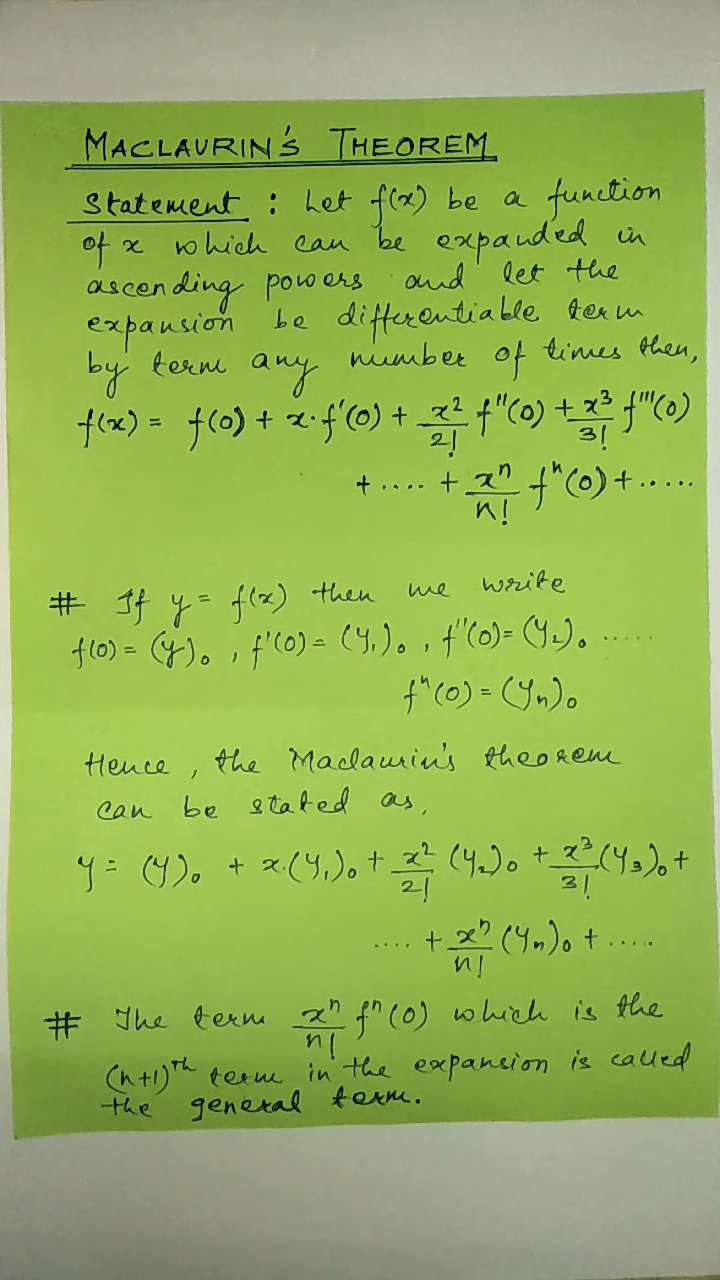 MACLAURIN'S THEOREM
Statement : Let f(x) be a function
of x which can be expanded in
ascending powers and let the
expansion be differentiable term
by term any number of times then,
f(x) = f(0) + x·f'(0) + x²/2! f''(0) + x³/3! f'''(0)
+ .... + xⁿ/n! fⁿ(0) + .....
# If y = f(x) then we write
f(0) = (y)₀ , f'(0) = (y₁)₀ , f''(0) = (y₂)₀ .....
fⁿ(0) = (yₙ)₀
Hence , the Maclaurin's theorem
can be stated as,
y = (y)₀ + x.(y₁)₀ + x²/2! (y₂)₀ + x³/3! (y₃)₀ +
.... + xⁿ/n! (yₙ)₀ + ....
# The term xⁿ/n! fⁿ(0) which is the
(n+1)ᵗʰ term in the expansion is called
the general term.